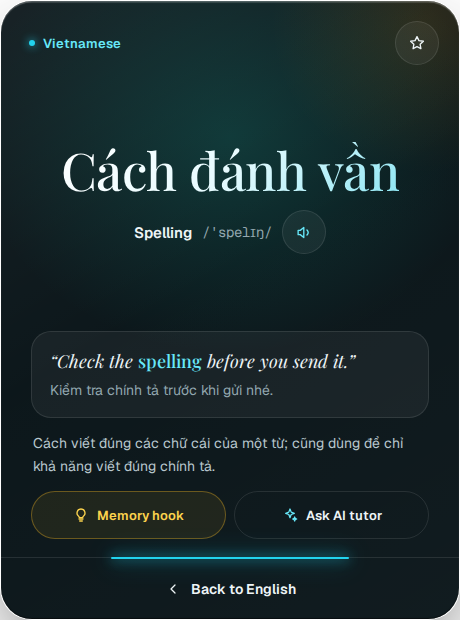 Vietnamese
Cách đánh vần
Spelling /ˈspelɪŋ/
“Check the spelling before you send it.”
Kiểm tra chính tả trước khi gửi nhé.
Cách viết đúng các chữ cái của một từ; cũng dùng để chỉ
khả năng viết đúng chính tả.
Memory hook
Ask AI tutor
Back to English